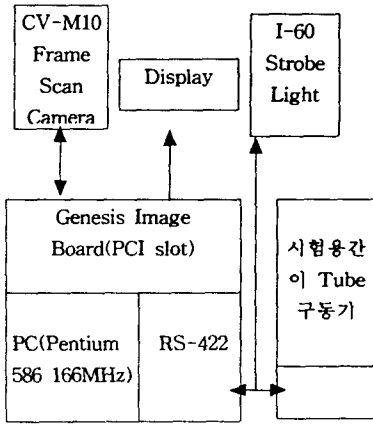 CV-M10
Frame
Scan
Camera
Display
I-60
Strobe
Light
Genesis Image
Board(PCI slot)
시험용간
이 Tube
구동기
PC(Pentium
586 166MHz)
RS-422